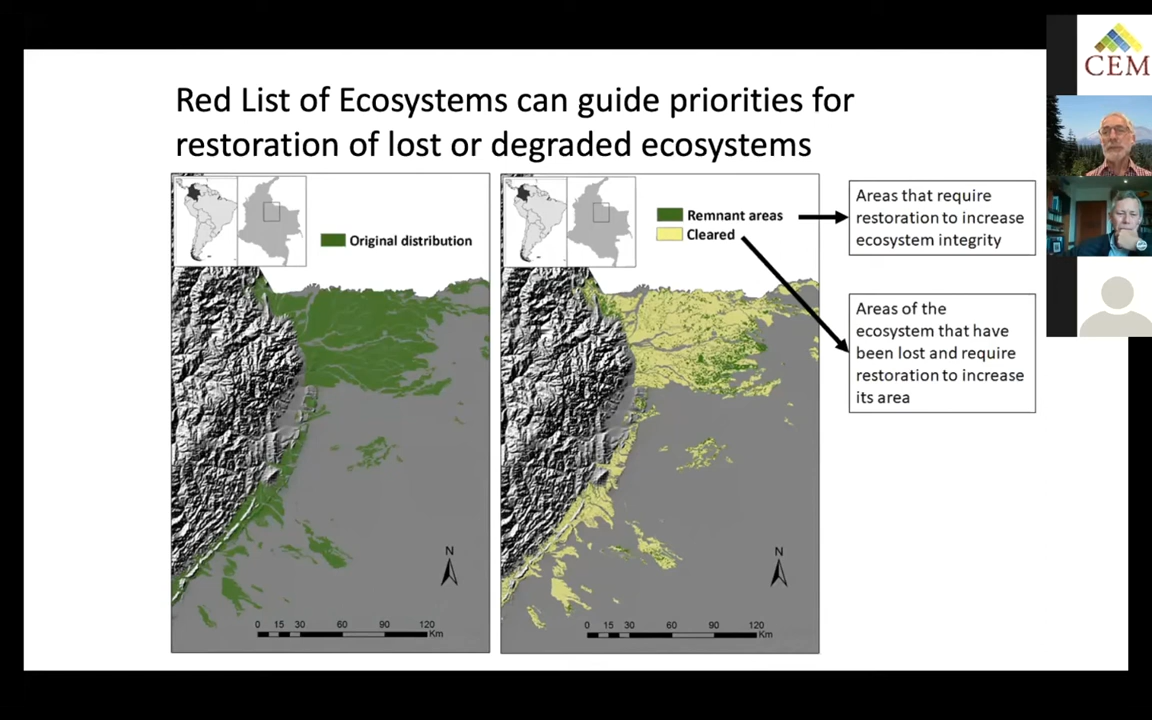 CEM
Red List of Ecosystems can guide priorities for
restoration of lost or degraded ecosystems
Original distribution
N
0 15 30 60 90 120
Km
Remnant areas
Cleared
N
0 15 30 60 90 120
Km
Areas that require
restoration to increase
ecosystem integrity
Areas of the
ecosystem that have
been lost and require
restoration to increase
its area